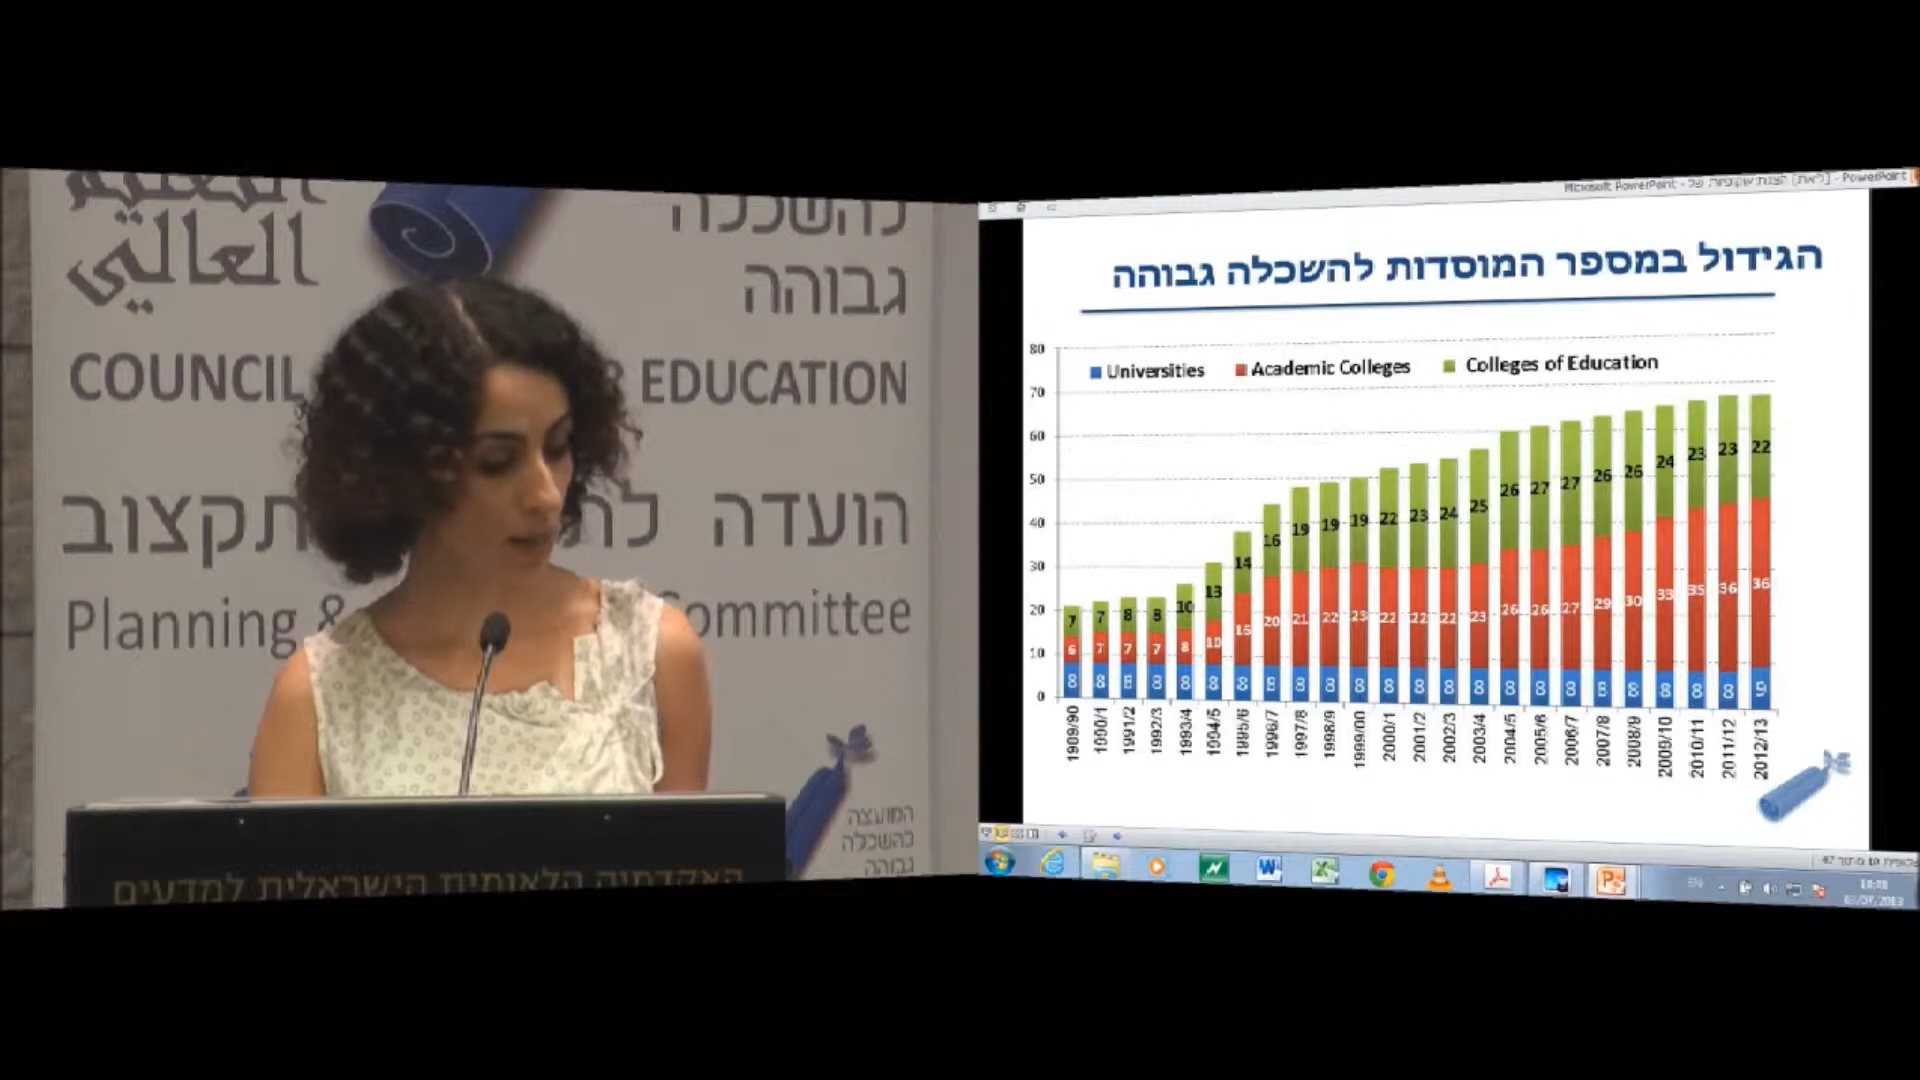 التعليم
العالي
להשכלה
גבוהה
COUNCIL
EDUCATION
הועדה
Planning &
ommittee
המועצה
להשכלה
גבוהה
האקדמיה הלאומית הישראלית למדעים
Microsoft PowerPoint
PowerPoint
הגידול במספר המוסדות להשכלה גבוהה
Universities Academic Colleges Colleges of Education
80
70
60
50
40
30
20
10
0
7 7 8 8 10 13 14 16 19 19 19 22 23 24 25 26 27 27 26 26 24 23 23 22
6 7 7 7 8 10 20 21 22 23 22 22 22 23 26 26 27 29 30 33 35 36 36
8 8 8 8 8 8 8 8 8 8 8 8 8 8 8 8 8 8 8 8 8 8
1989/90 1990/1 1991/2 1992/3 1993/4 1994/5 1995/6 1996/7 1997/8 1998/9 1999/00 2000/1 2001/2 2002/3 2003/4 2004/5 2005/6 2006/7 2007/8 2008/9 2009/10 2010/11 2011/12 2012/13